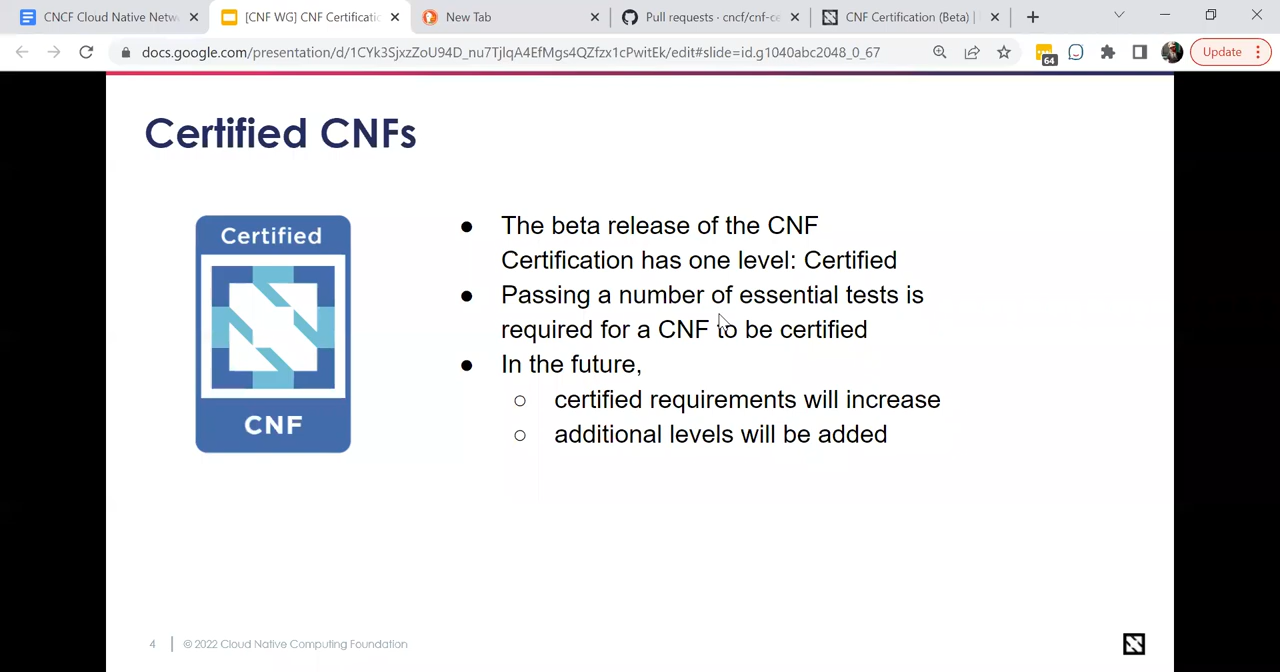 CNCF Cloud Native Netw
[CNF WG] CNF Certificatic
New Tab
Pull requests · cncf/cnf-ce
CNF Certification (Beta) |
docs.google.com/presentation/d/1CYk3SjxzZoU94D_nu7TjlqA4EfMgs4QZfzx1cPwitEk/edit#slide=id.g1040abc2048_0_67
64
Update
Certified CNFs
Certified
CNF
● The beta release of the CNF
Certification has one level: Certified
● Passing a number of essential tests is
required for a CNF to be certified
● In the future,
○ certified requirements will increase
○ additional levels will be added
4 | © 2022 Cloud Native Computing Foundation